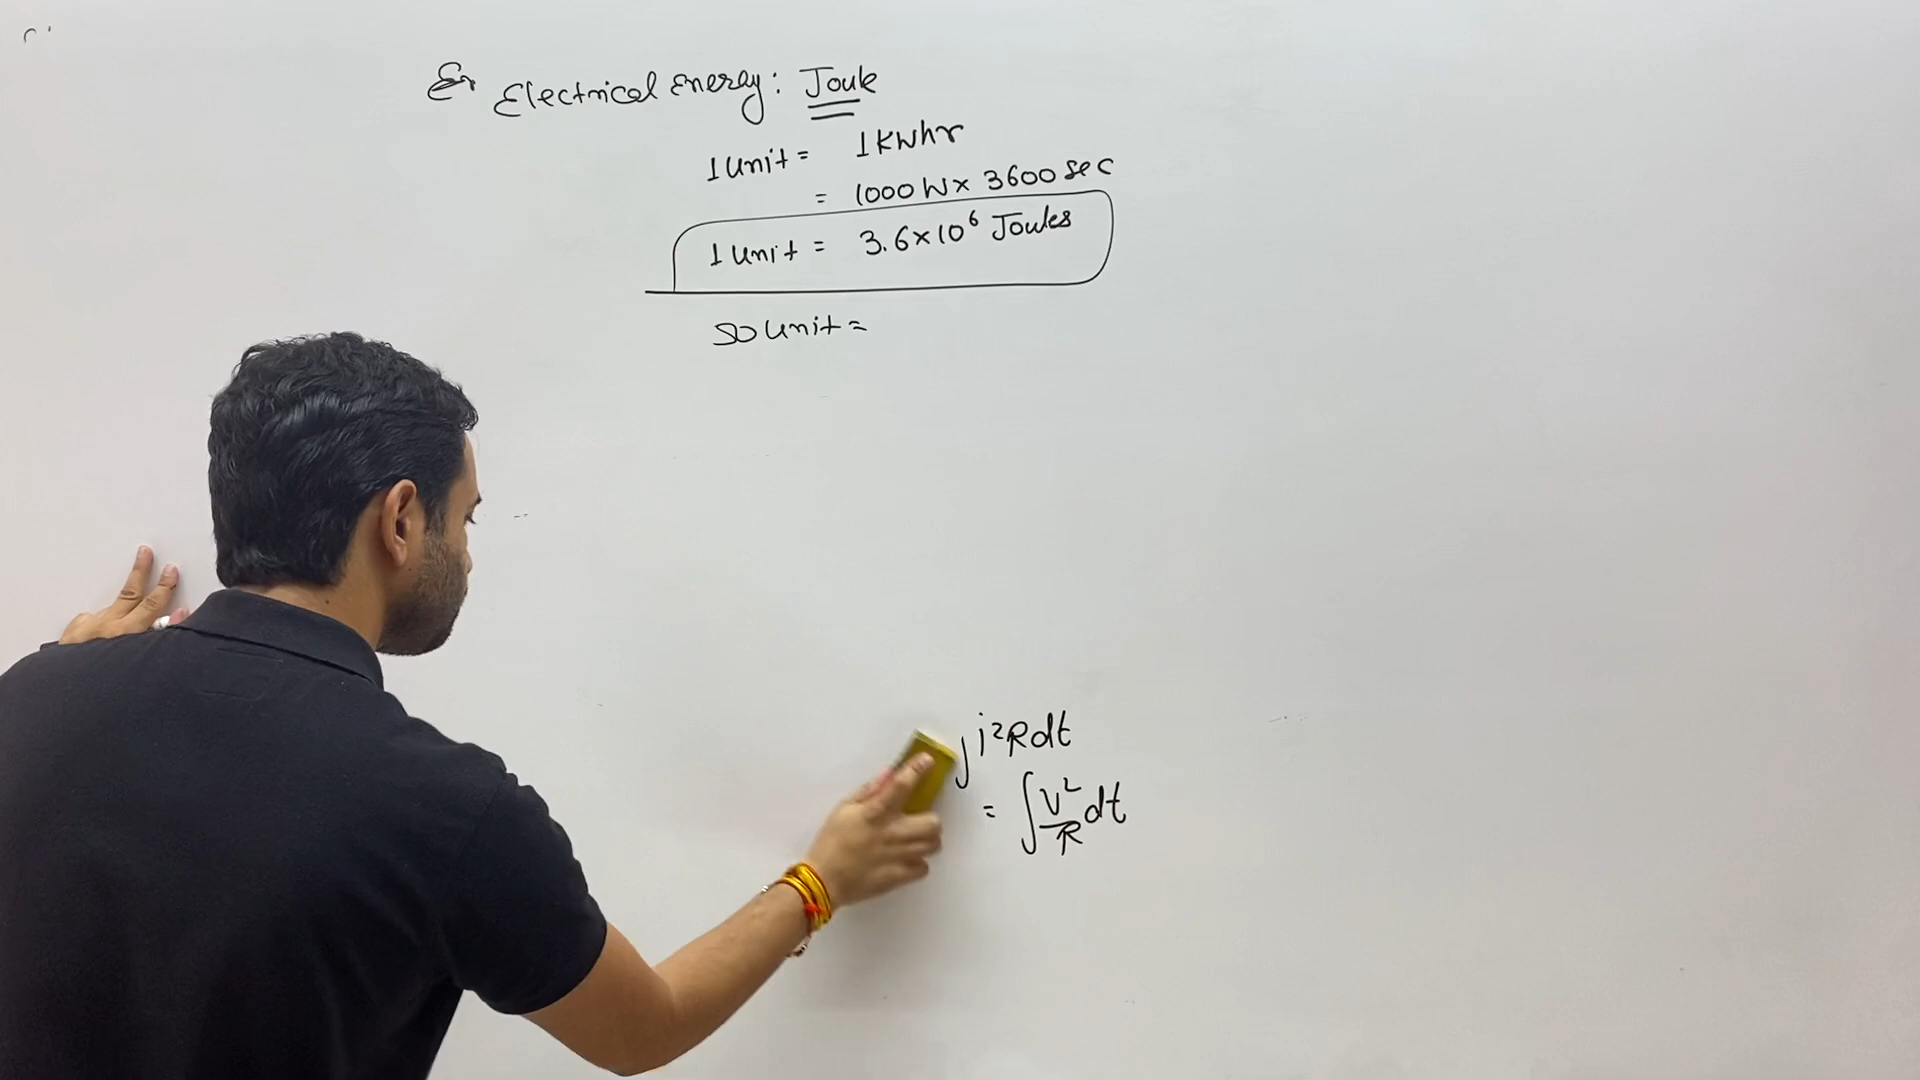 Electrical Energy: Joule
1 Unit = 1 KWhr
= 1000 W x 3600 sec
1 Unit = 3.6 x 10⁶ Joules
50 Unit =
∫ i²Rdt
= ∫ V²/R dt